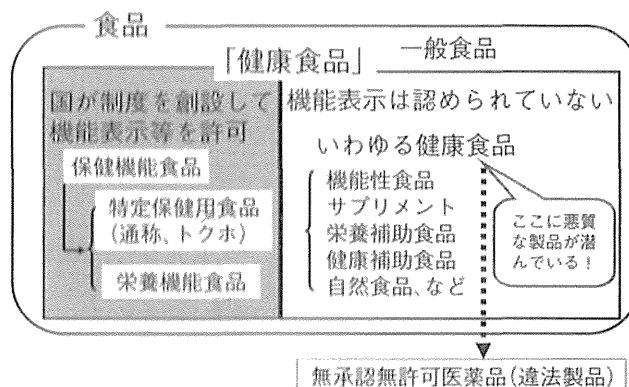 食品
「健康食品」
一般食品
国が制度を創設して
機能表示等を許可
保健機能食品
特定保健用食品
(通称、トクホ)
栄養機能食品
機能表示は認められていない
いわゆる健康食品
機能性食品
サプリメント
栄養補助食品
健康補助食品
自然食品、など
ここに悪質
な製品が潜
んでいる！
無承認無許可医薬品(違法製品)